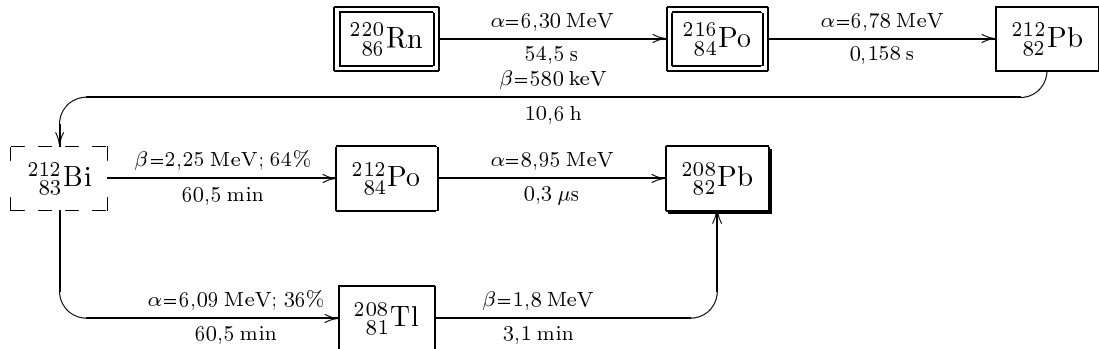 ²²⁰₈₆Rn α=6,30 MeV 54,5 s ²¹⁶₈₄Po α=6,78 MeV 0,158 s ²¹²₈₂Pb
β=580 keV
10,6 h
²¹²₈₃Bi β=2,25 MeV; 64% 60,5 min ²¹²₈₄Po α=8,95 MeV 0,3 μs ²⁰⁸₈₂Pb
α=6,09 MeV; 36% 60,5 min ²⁰⁸₈₁Tl β=1,8 MeV 3,1 min